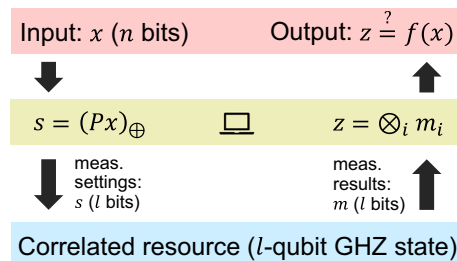 Input: x (n bits)
Output: z ≟ f(x)
s = (Px)⊕
z = ⊗ᵢ mᵢ
meas.
settings:
s (l bits)
meas.
results:
m (l bits)
Correlated resource (l-qubit GHZ state)